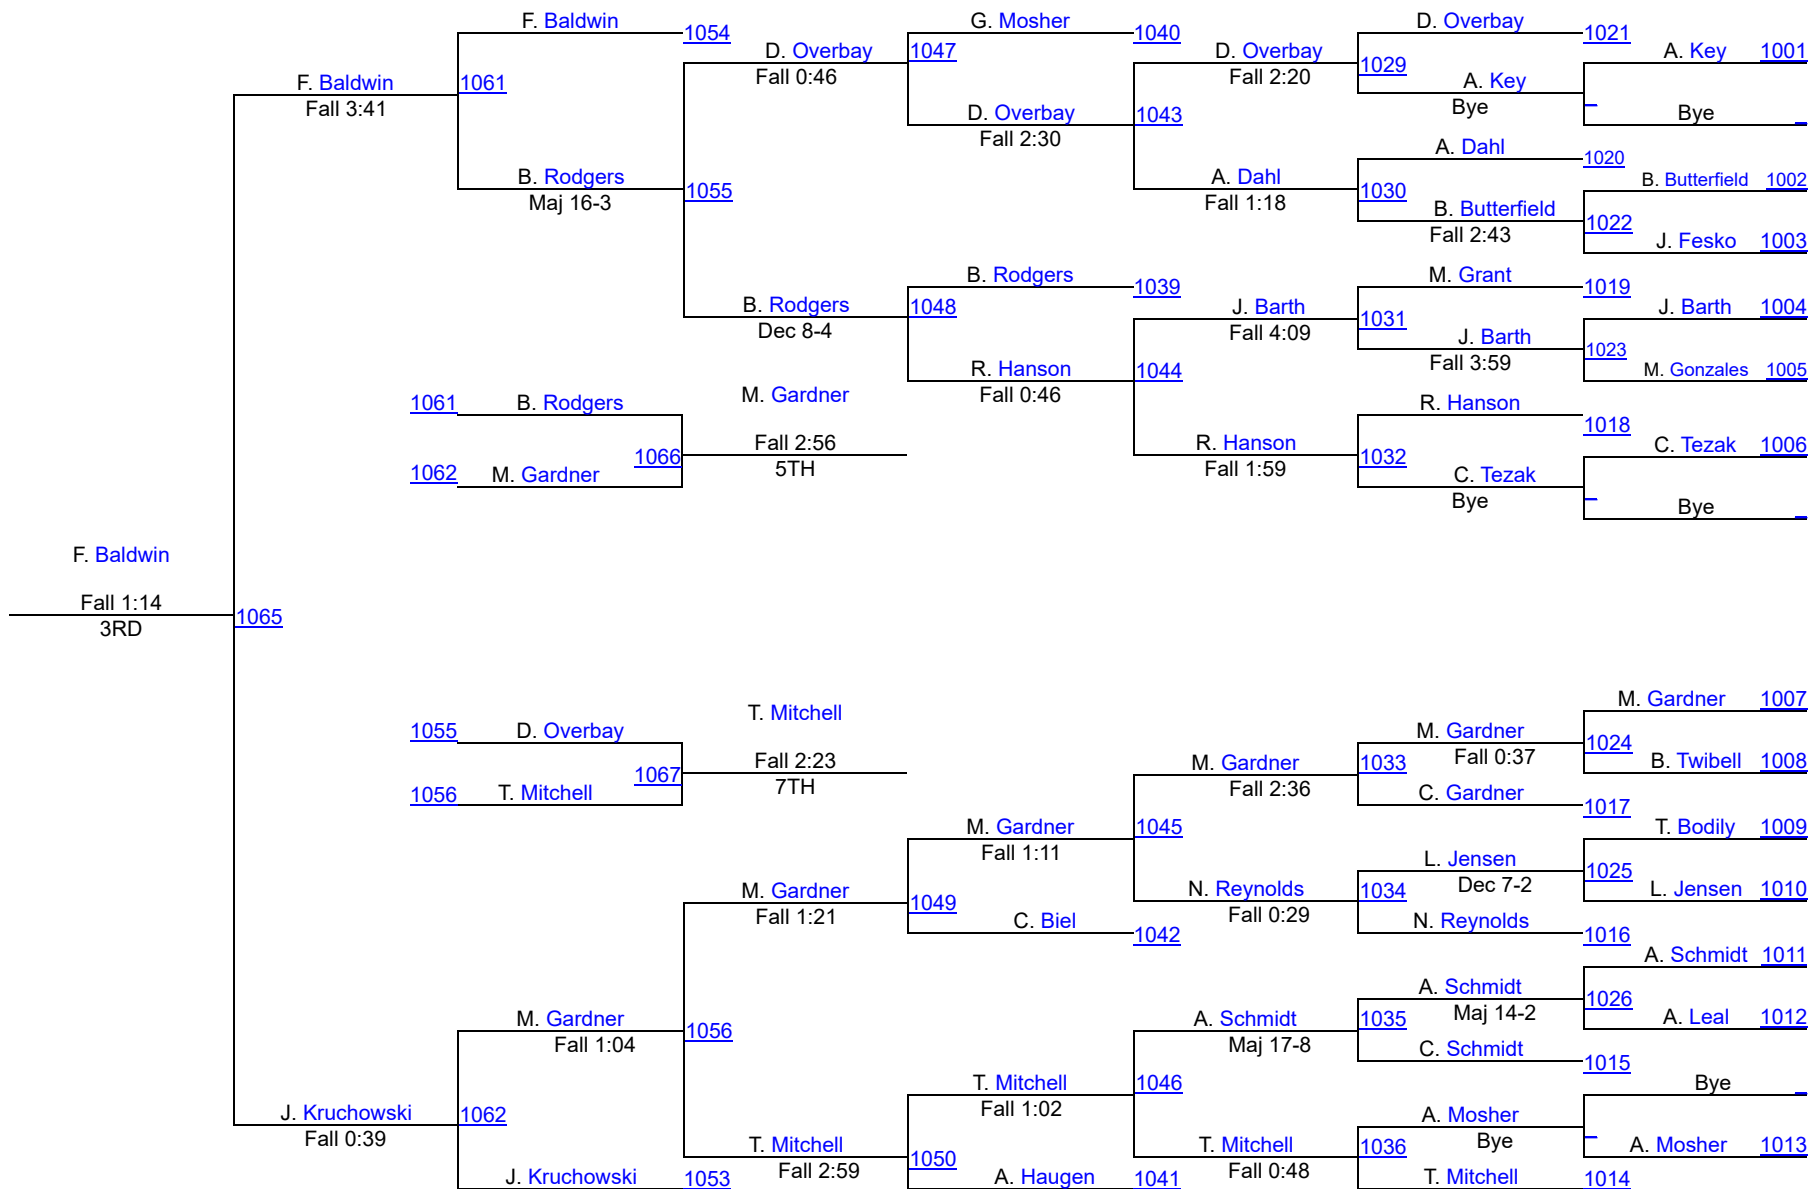 F. Baldwin 1054
D. Overbay 1047
Fall 0:46
G. Mosher 1040
D. Overbay 1029
Fall 2:20
D. Overbay 1021
A. Key 1001
F. Baldwin 1061
Fall 3:41
A. Key
Bye
Bye
D. Overbay 1043
Fall 2:30
A. Dahl 1020
B. Rodgers 1055
Maj 16-3
A. Dahl 1030
Fall 1:18
B. Butterfield 1002
B. Butterfield 1022
Fall 2:43
J. Fesko 1003
B. Rodgers 1039
M. Grant 1019
B. Rodgers 1048
Dec 8-4
J. Barth 1031
Fall 4:09
J. Barth 1004
J. Barth 1023
Fall 3:59
R. Hanson 1044
Fall 0:46
M. Gonzales 1005
M. Gardner
1061 B. Rodgers
R. Hanson 1018
Fall 2:56
5TH
1066
R. Hanson 1032
Fall 1:59
C. Tezak 1006
1062 M. Gardner
C. Tezak
Bye
Bye
F. Baldwin
Fall 1:14
3RD
1065
M. Gardner 1007
T. Mitchell
1055 D. Overbay
M. Gardner 1024
Fall 0:37
Fall 2:23
7TH
1067
M. Gardner 1033
Fall 2:36
B. Twibell 1008
1056 T. Mitchell
C. Gardner 1017
M. Gardner 1045
Fall 1:11
T. Bodily 1009
L. Jensen 1025
Dec 7-2
M. Gardner 1049
Fall 1:21
N. Reynolds 1034
Fall 0:29
L. Jensen 1010
C. Biel 1042
N. Reynolds 1016
A. Schmidt 1011
A. Schmidt 1026
Maj 14-2
M. Gardner 1056
Fall 1:04
A. Schmidt 1035
Maj 17-8
A. Leal 1012
C. Schmidt 1015
T. Mitchell 1046
Fall 1:02
Bye
J. Kruchowski 1062
Fall 0:39
A. Mosher
Bye
T. Mitchell 1050
Fall 2:59
T. Mitchell 1036
Fall 0:48
A. Mosher 1013
J. Kruchowski 1053
A. Haugen 1041
T. Mitchell 1014